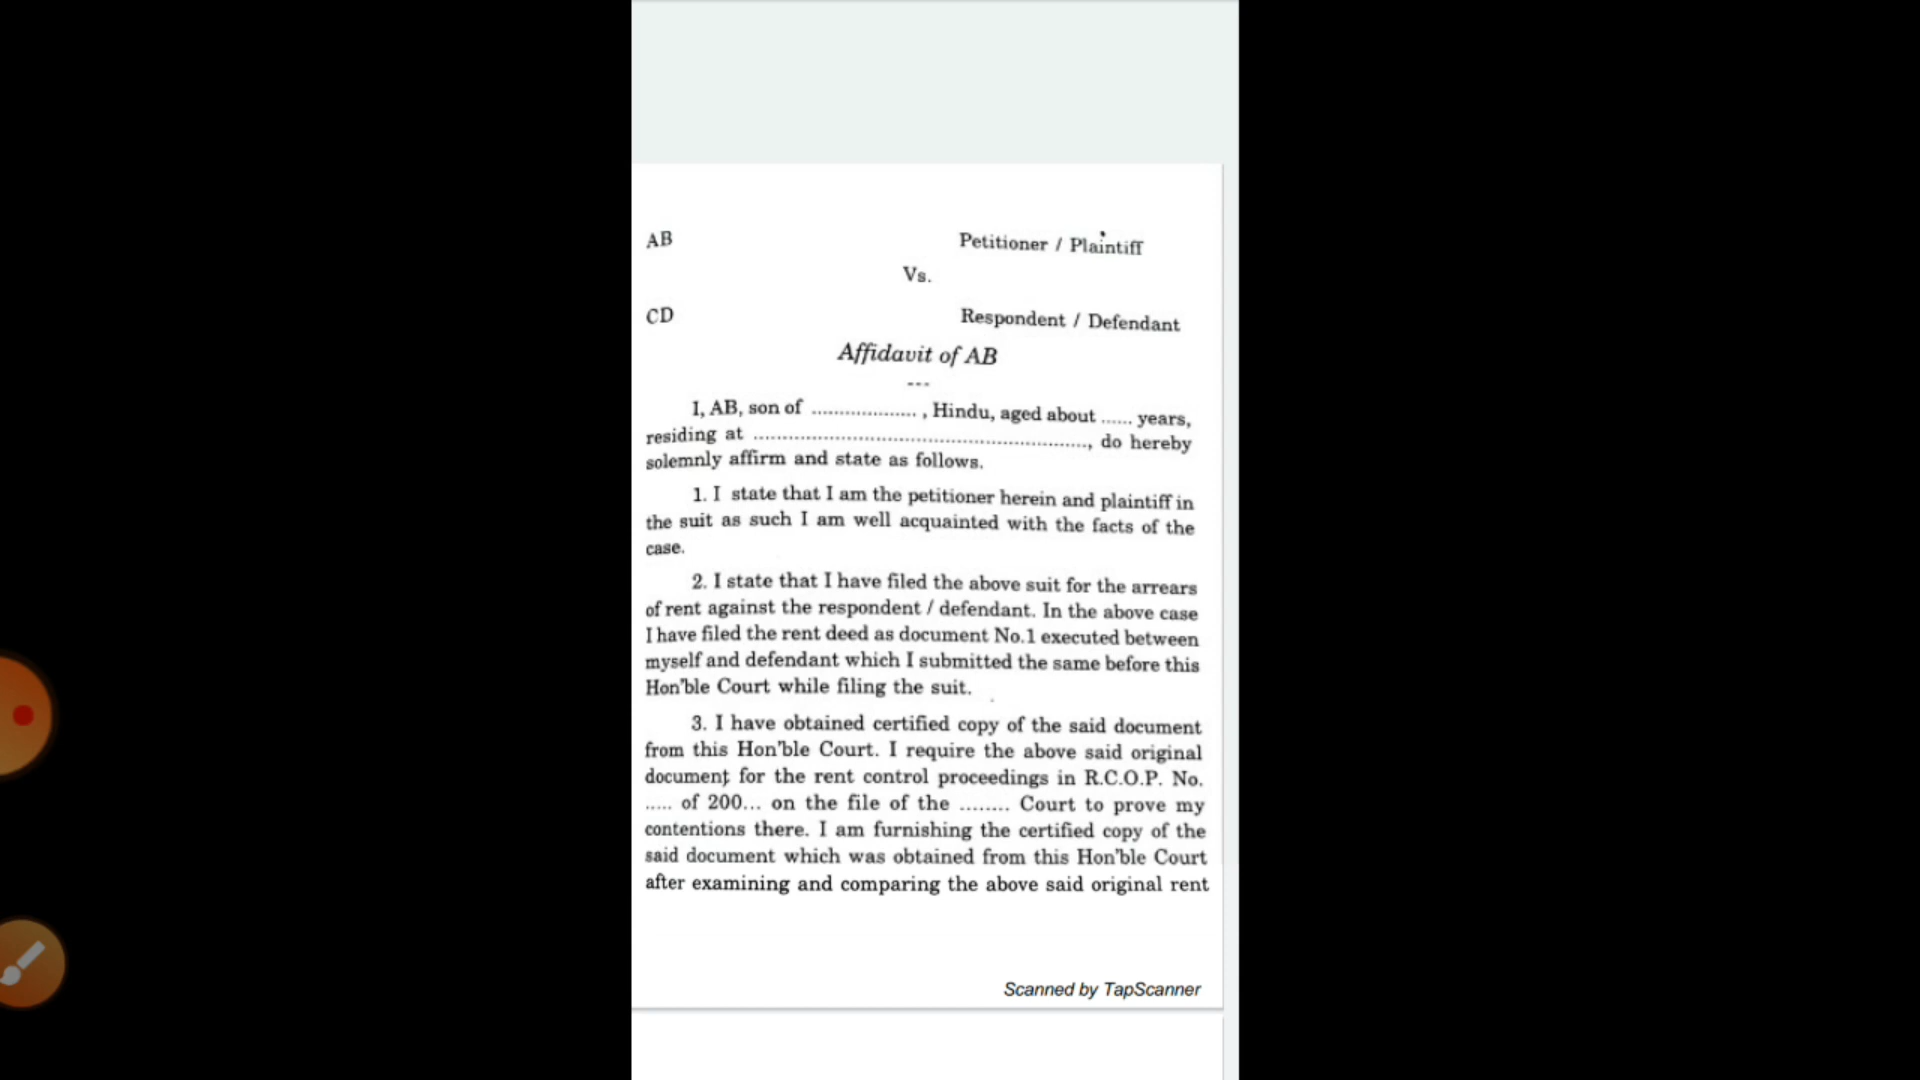 AB Petitioner / Plaintiff
Vs.
CD Respondent / Defendant
Affidavit of AB
---
I, AB, son of ................... , Hindu, aged about ...... years,
residing at .........................................................., do hereby
solemnly affirm and state as follows.
1. I state that I am the petitioner herein and plaintiff in
the suit as such I am well acquainted with the facts of the
case.
2. I state that I have filed the above suit for the arrears
of rent against the respondent / defendant. In the above case
I have filed the rent deed as document No.1 executed between
myself and defendant which I submitted the same before this
Hon'ble Court while filing the suit.
3. I have obtained certified copy of the said document
from this Hon'ble Court. I require the above said original
document for the rent control proceedings in R.C.O.P. No.
..... of 200... on the file of the ........ Court to prove my
contentions there. I am furnishing the certified copy of the
said document which was obtained from this Hon'ble Court
after examining and comparing the above said original rent
Scanned by TapScanner